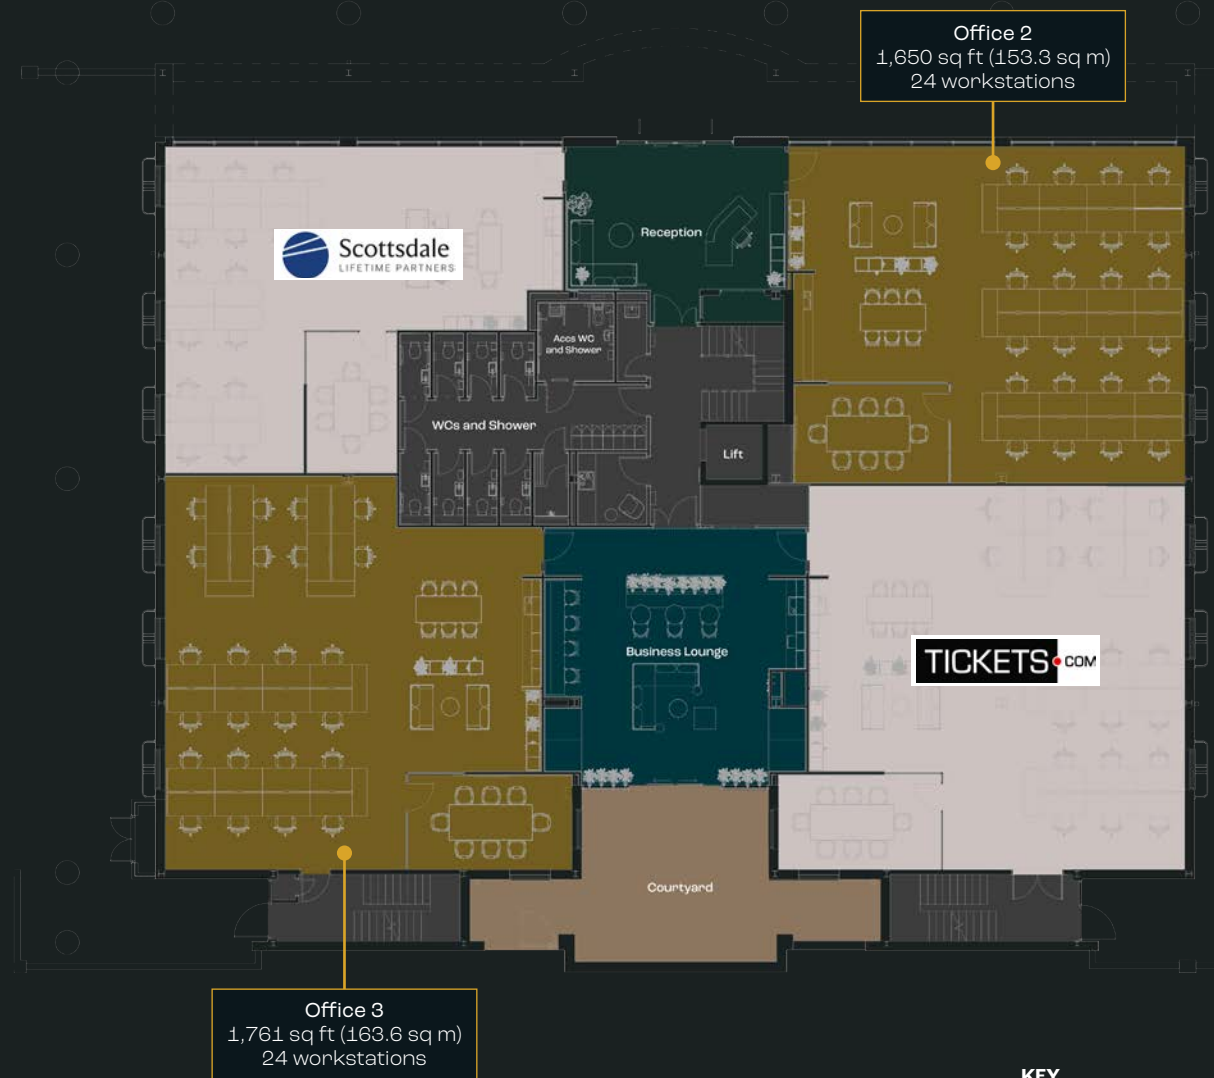 Office 2
1,650 sq ft (153.3 sq m)
24 workstations
Reception
Scottsdale
LIFETIME PARTNERS
Accs WC
and Shower
WCs and Shower
Lift
Business Lounge
TICKETS.COM
Courtyard
Office 3
1,761 sq ft (163.6 sq m)
24 workstations
KEY